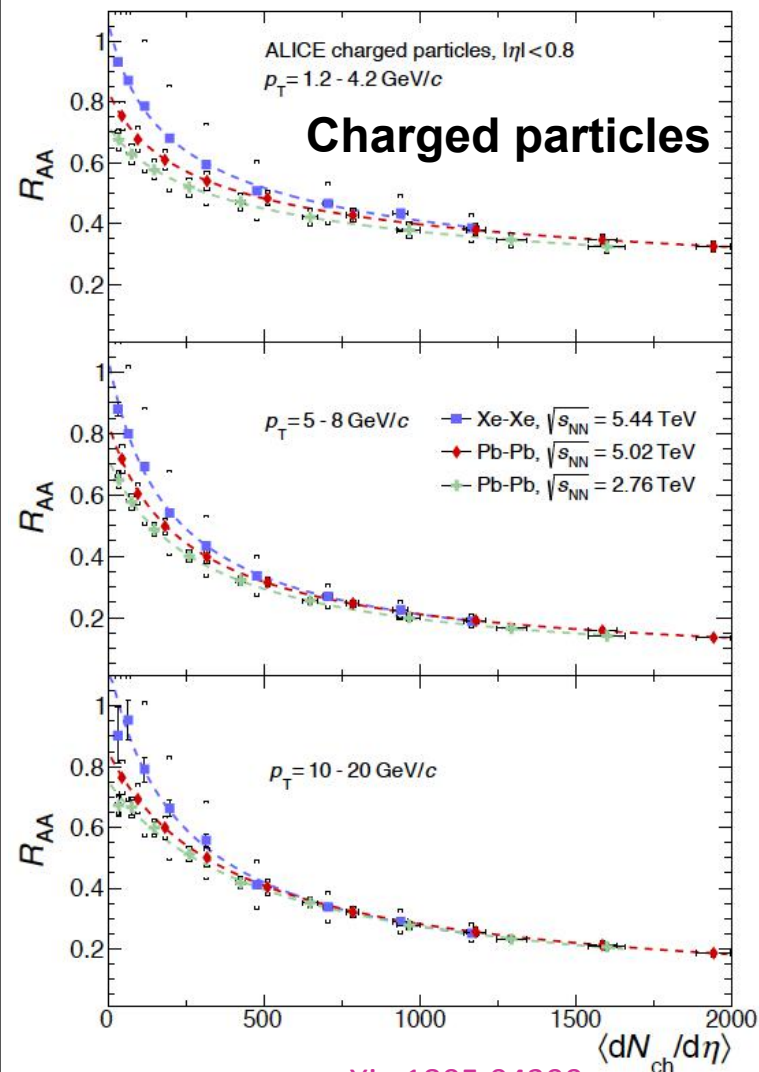 1
0.8
0.6
0.4
0.2
R_AA
ALICE charged particles, |η| < 0.8
p_T = 1.2 - 4.2 GeV/c
Charged particles
1
0.8
0.6
0.4
0.2
R_AA
p_T = 5 - 8 GeV/c
Xe-Xe, √s_NN = 5.44 TeV
Pb-Pb, √s_NN = 5.02 TeV
Pb-Pb, √s_NN = 2.76 TeV
1
0.8
0.6
0.4
0.2
R_AA
p_T = 10 - 20 GeV/c
0 500 1000 1500 2000
⟨dN_ch/dη⟩